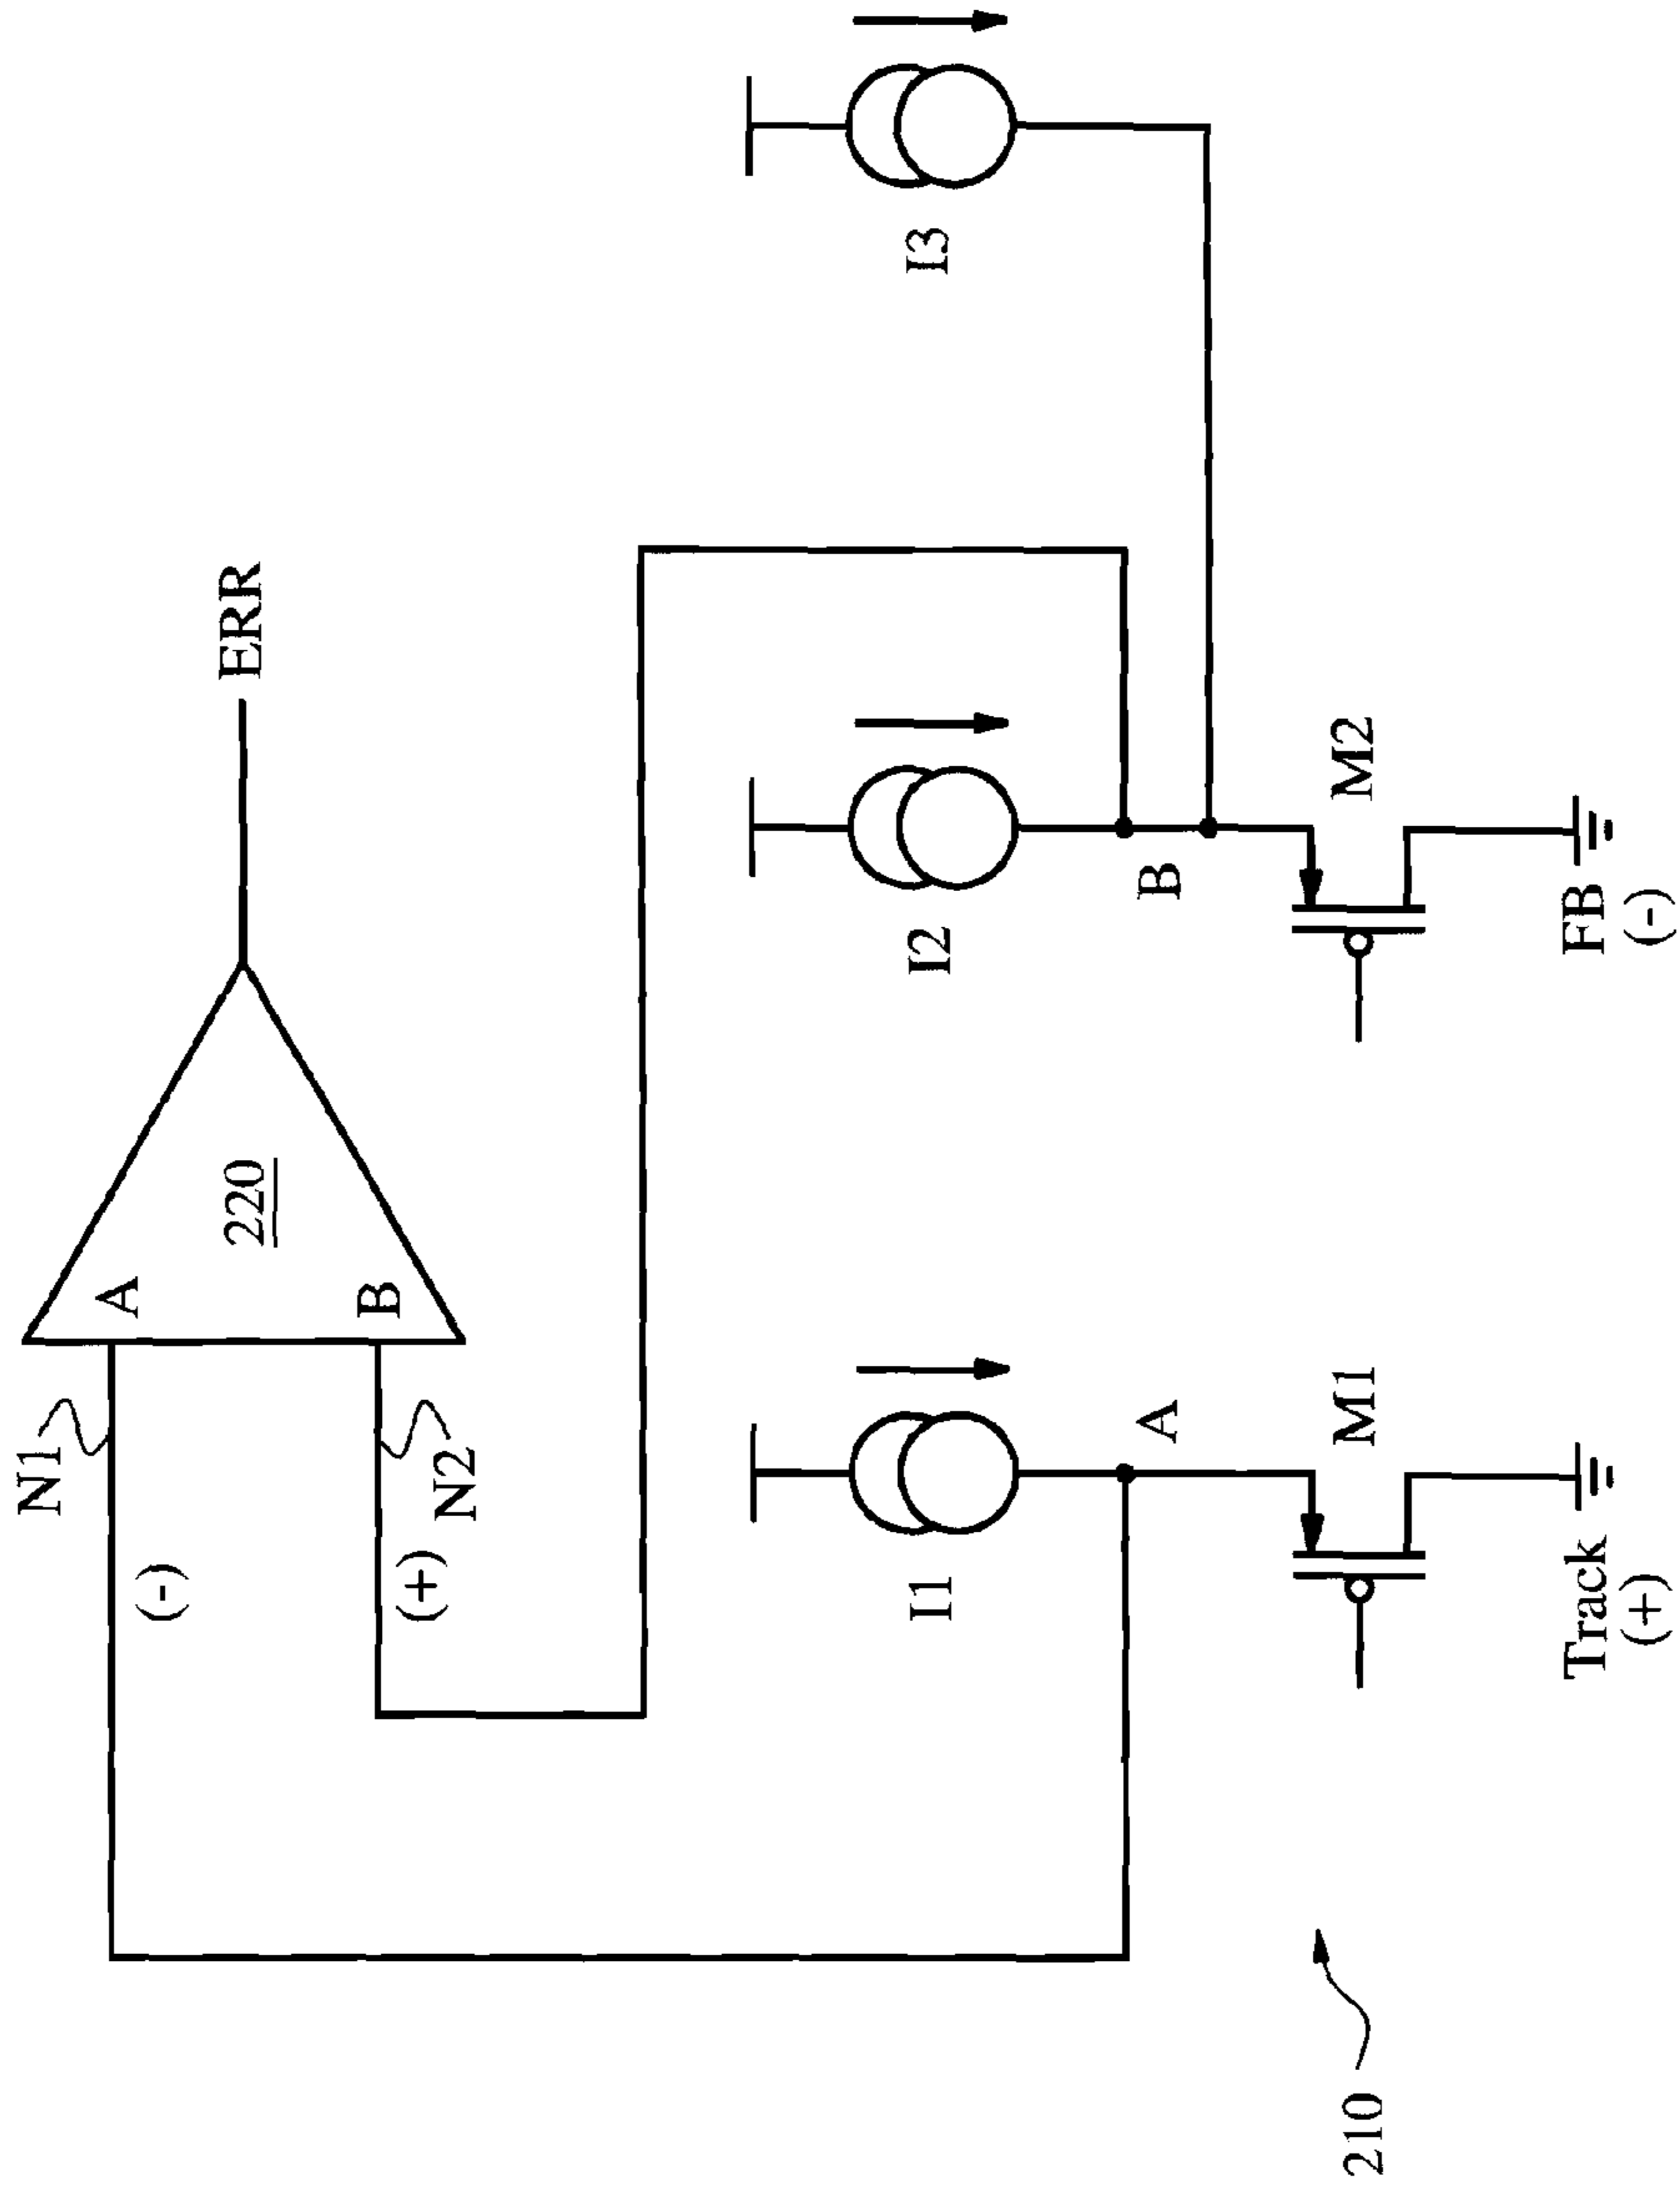 N1
(-)
A
220
ERR
B
(+)
N2
I1
I2
I3
A
B
M1
M2
Track
(+)
FB
(-)
210